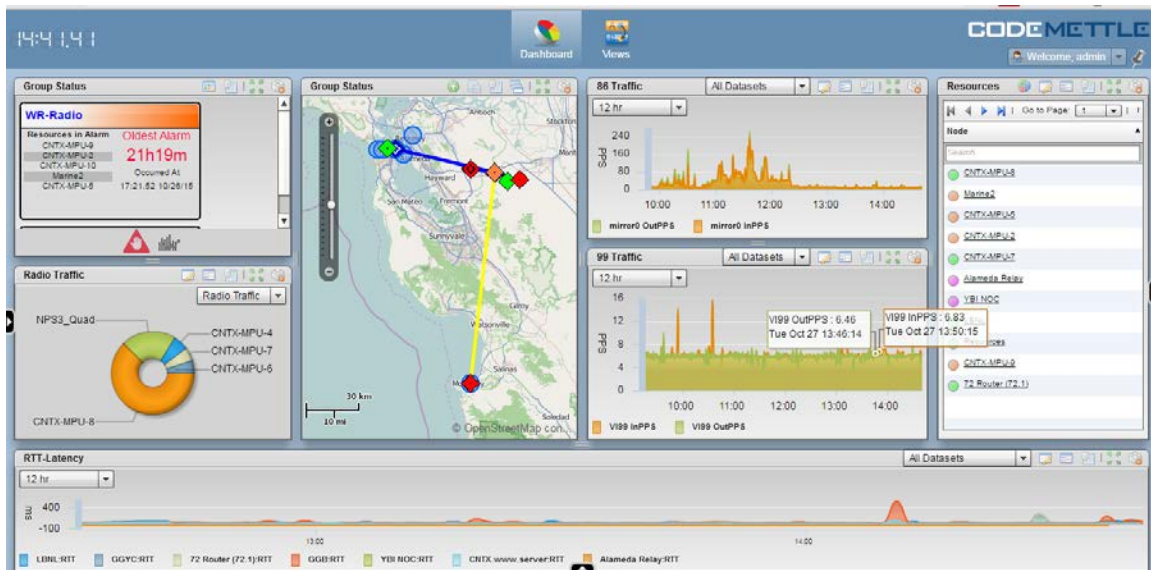 14:41.41
Dashboard
Views
CODEMETTLE
Welcome, admin
Group Status
WR-Radio
Resources in Alarm
CNTX-MPU-9
CNTX-MPU-2
CNTX-MPU-10
Marine2
CNTX-MPU-5
Oldest Alarm
21h19m
Occurred At
17:21.52 10/26/15
Radio Traffic
Radio Traffic
NPS3_Quad
CNTX-MPU-4
CNTX-MPU-7
CNTX-MPU-6
CNTX-MPU-8
Group Status
Antioch
Stockton
Hayward
San Mateo
Fremont
Sunnyvale
Gilroy
Watsonville
Salinas
Soledad
30 km
10 mi
© OpenStreetMap con...
86 Traffic
All Datasets
12 hr
PPS
240
160
80
0
10:00 11:00 12:00 13:00 14:00
mirror0 OutPPS mirror0 InPPS
99 Traffic
All Datasets
12 hr
PPS
16
12
8
4
0
VI99 OutPPS : 6.46
Tue Oct 27 13:46:14
VI99 InPPS : 6.83
Tue Oct 27 13:50:15
10:00 11:00 12:00 13:00 14:00
VI99 InPPS VI99 OutPPS
Resources
Go to Page: 1
Node
Search
CNTX-MPU-8
Marine2
CNTX-MPU-5
CNTX-MPU-2
CNTX-MPU-7
Alameda Relay
YBI NOC
Resources
CNTX-MPU-9
72 Router (72.1)
RTT-Latency
All Datasets
12 hr
ms
400
-100
13:00 14:00
LBNL:RTT GGYC:RTT 72 Router (72.1):RTT GGB:RTT YBI NOC:RTT CNTX www_server:RTT Alameda Relay:RTT